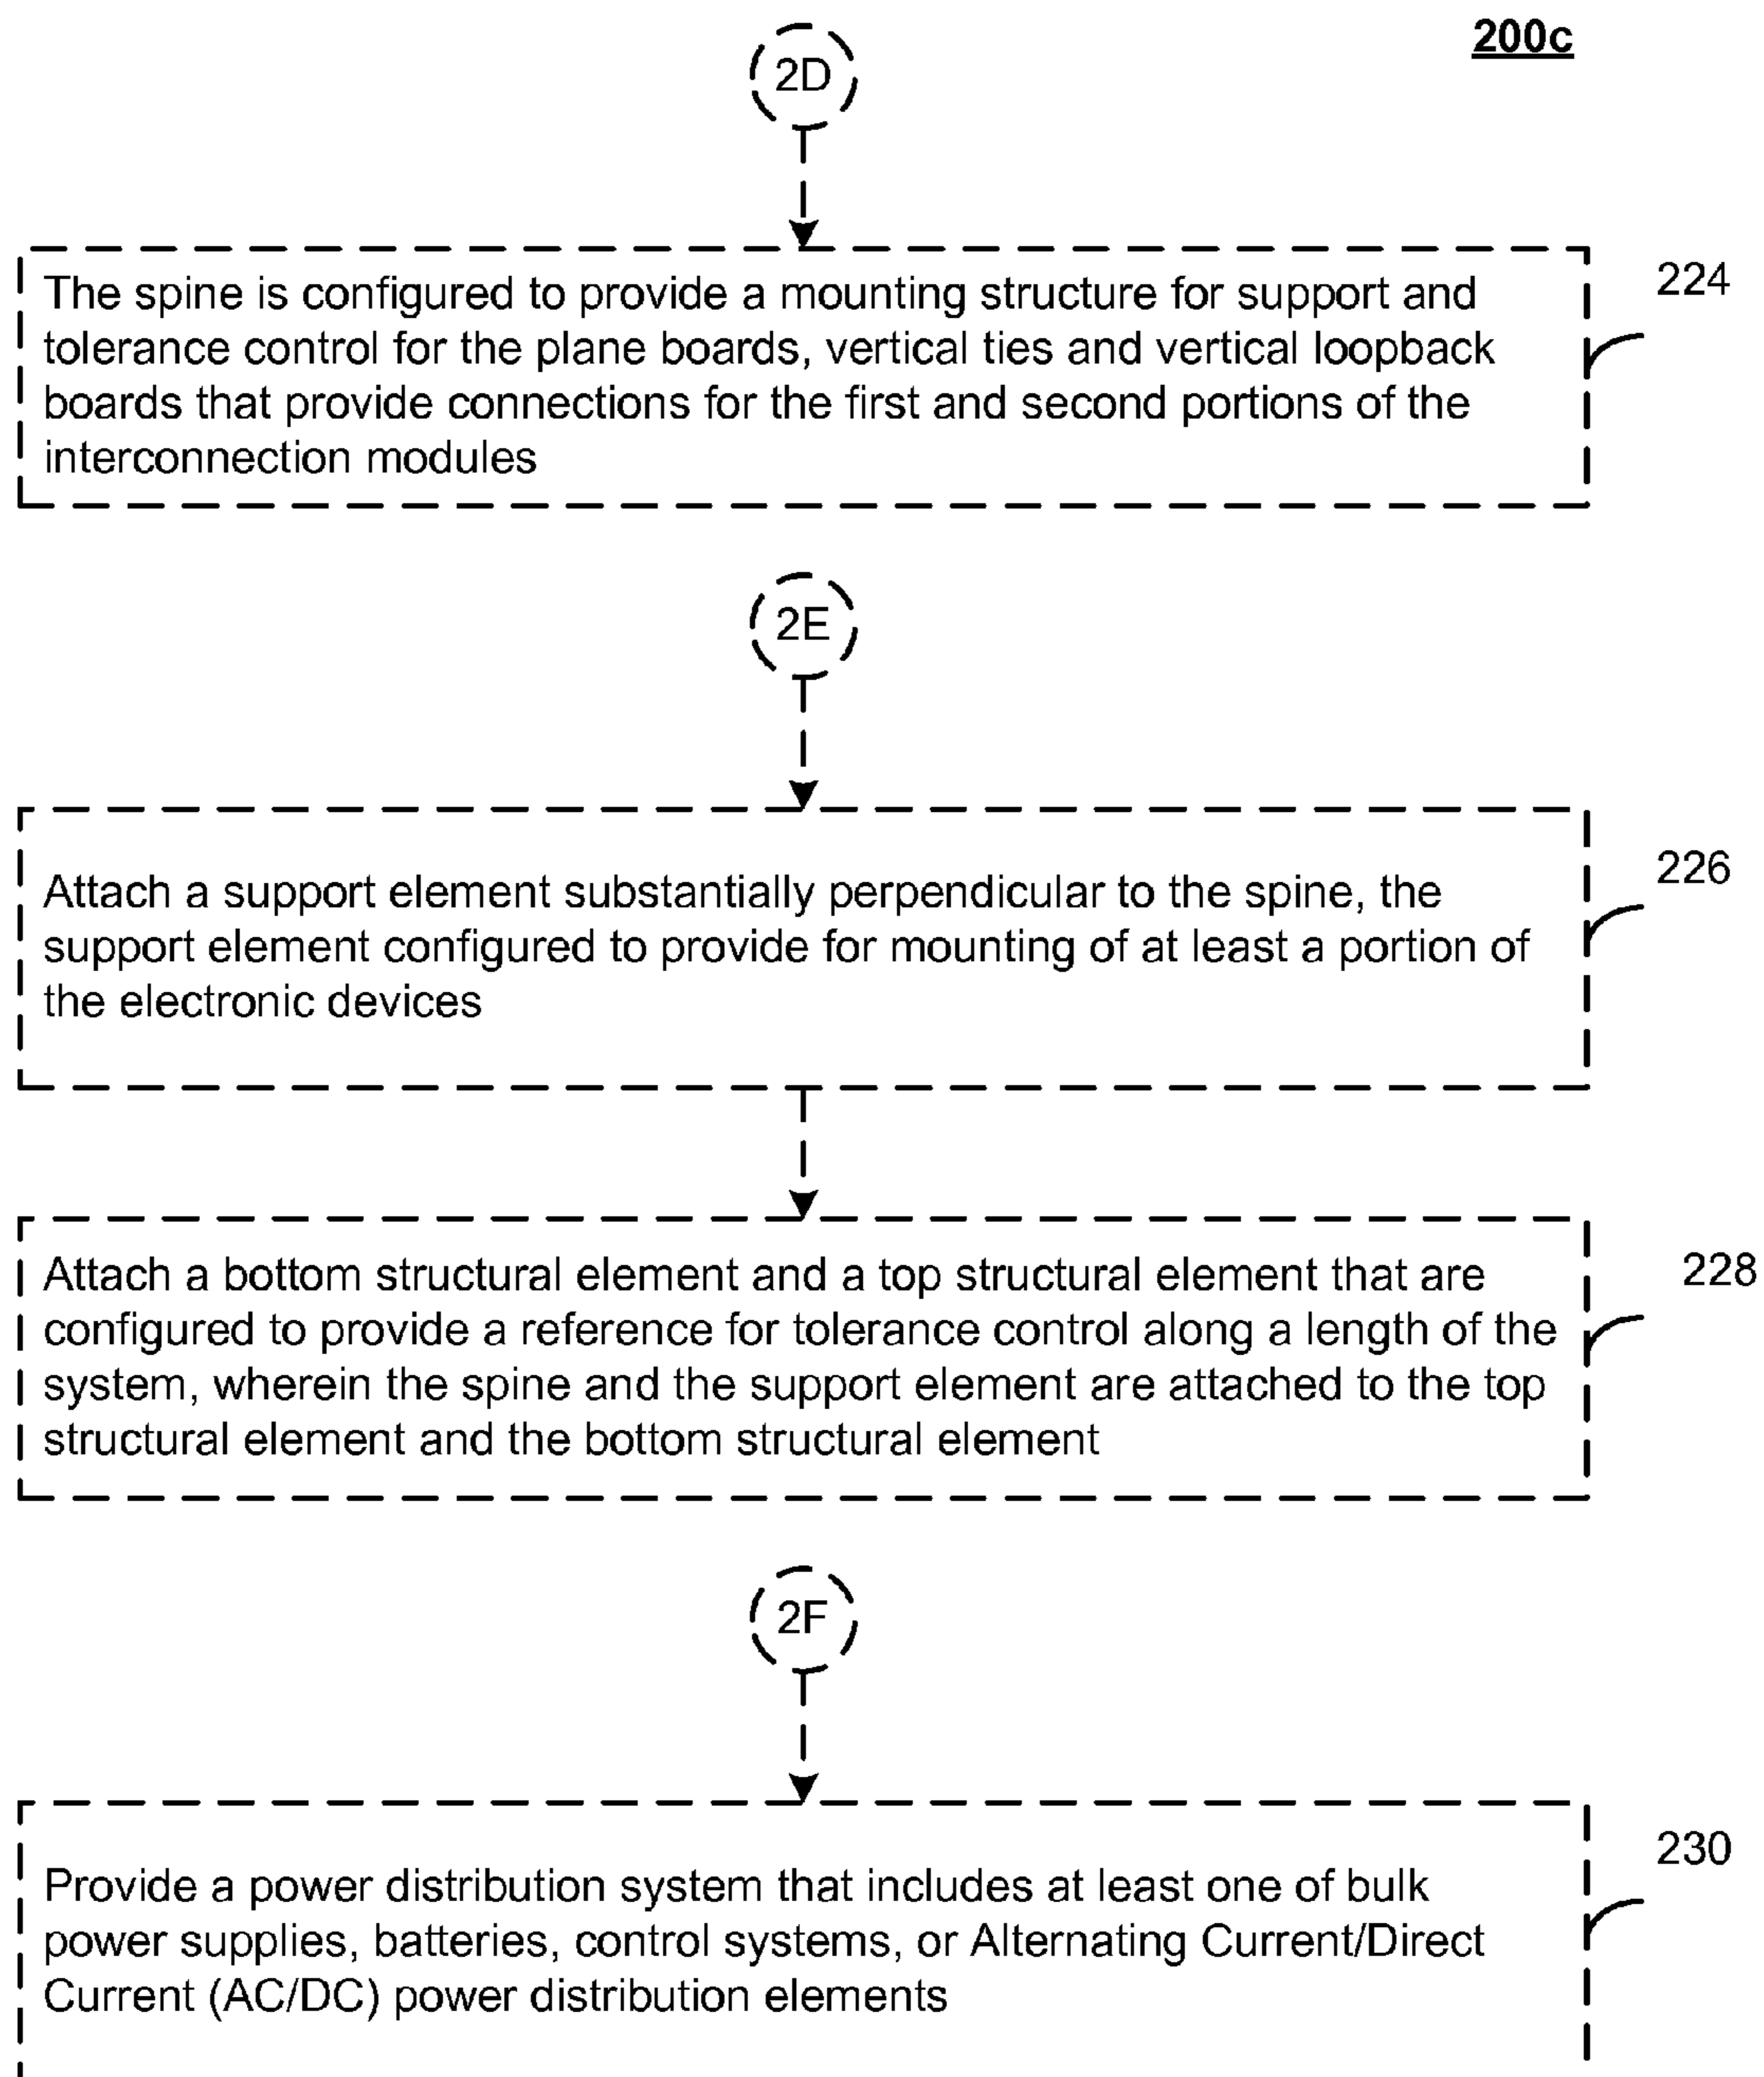 200c
2D
The spine is configured to provide a mounting structure for support and
224
tolerance control for the plane boards, vertical ties and vertical loopback
boards that provide connections for the first and second portions of the
interconnection modules
2E
Attach a support element substantially perpendicular to the spine, the
226
support element configured to provide for mounting of at least a portion of
the electronic devices
Attach a bottom structural element and a top structural element that are
228
configured to provide a reference for tolerance control along a length of the
system, wherein the spine and the support element are attached to the top
structural element and the bottom structural element
2F
Provide a power distribution system that includes at least one of bulk
230
power supplies, batteries, control systems, or Alternating Current/Direct
Current (AC/DC) power distribution elements